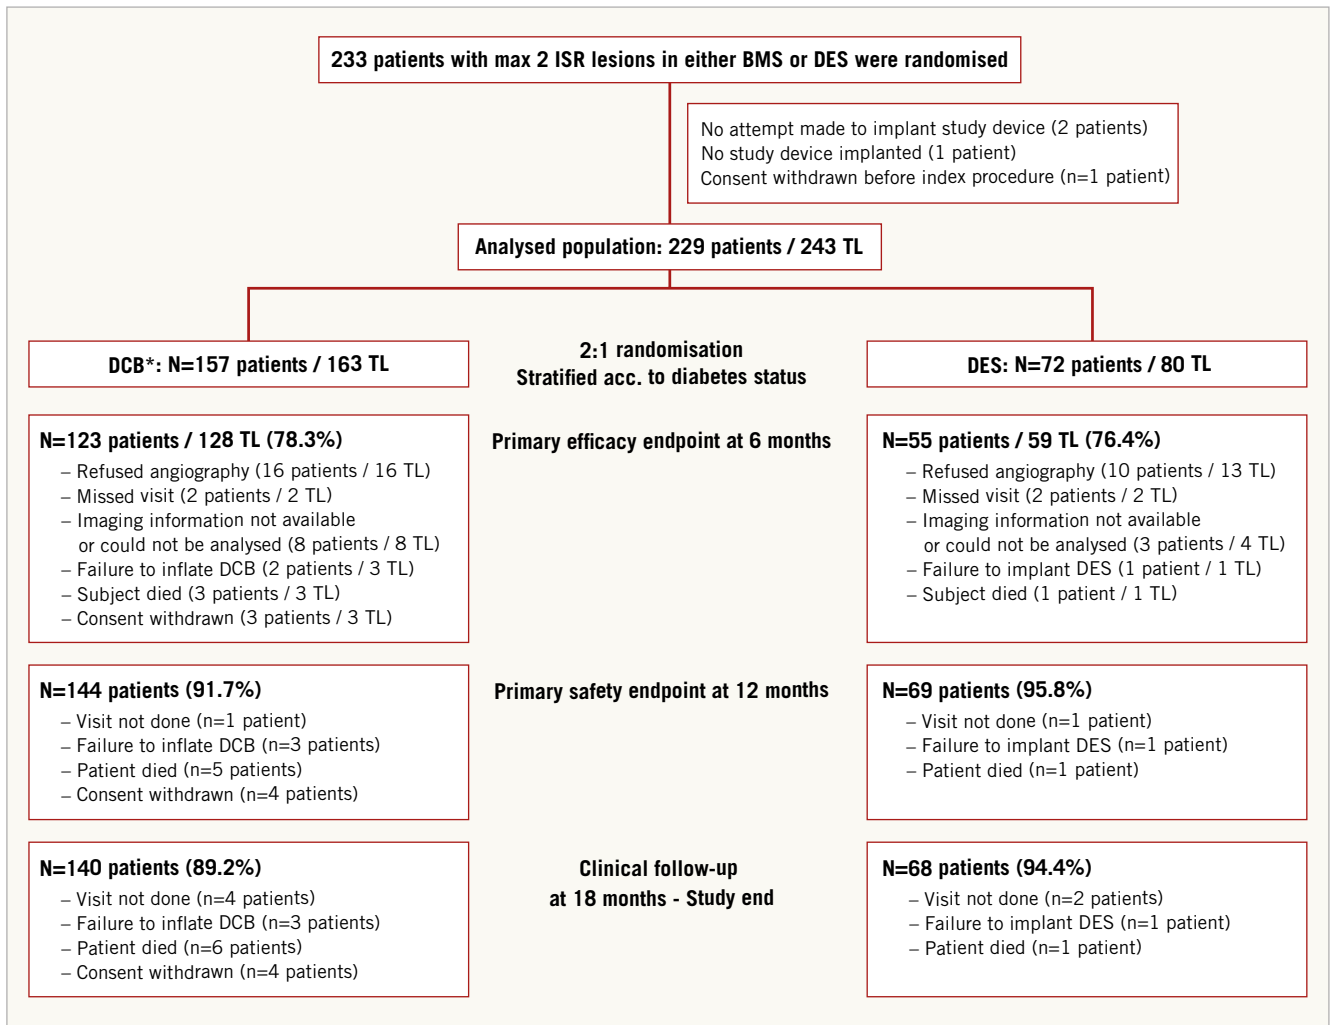 233 patients with max 2 ISR lesions in either BMS or DES were randomised
No attempt made to implant study device (2 patients)
No study device implanted (1 patient)
Consent withdrawn before index procedure (n=1 patient)
Analysed population: 229 patients / 243 TL
DCB*: N=157 patients / 163 TL
2:1 randomisation
Stratified acc. to diabetes status
DES: N=72 patients / 80 TL
N=123 patients / 128 TL (78.3%)
– Refused angiography (16 patients / 16 TL)
– Missed visit (2 patients / 2 TL)
– Imaging information not available
or could not be analysed (8 patients / 8 TL)
– Failure to inflate DCB (2 patients / 3 TL)
– Subject died (3 patients / 3 TL)
– Consent withdrawn (3 patients / 3 TL)
Primary efficacy endpoint at 6 months
N=55 patients / 59 TL (76.4%)
– Refused angiography (10 patients / 13 TL)
– Missed visit (2 patients / 2 TL)
– Imaging information not available
or could not be analysed (3 patients / 4 TL)
– Failure to implant DES (1 patient / 1 TL)
– Subject died (1 patient / 1 TL)
N=144 patients (91.7%)
– Visit not done (n=1 patient)
– Failure to inflate DCB (n=3 patients)
– Patient died (n=5 patients)
– Consent withdrawn (n=4 patients)
Primary safety endpoint at 12 months
N=69 patients (95.8%)
– Visit not done (n=1 patient)
– Failure to implant DES (n=1 patient)
– Patient died (n=1 patient)
N=140 patients (89.2%)
– Visit not done (n=4 patients)
– Failure to inflate DCB (n=3 patients)
– Patient died (n=6 patients)
– Consent withdrawn (n=4 patients)
Clinical follow-up
at 18 months - Study end
N=68 patients (94.4%)
– Visit not done (n=2 patients)
– Failure to implant DES (n=1 patient)
– Patient died (n=1 patient)